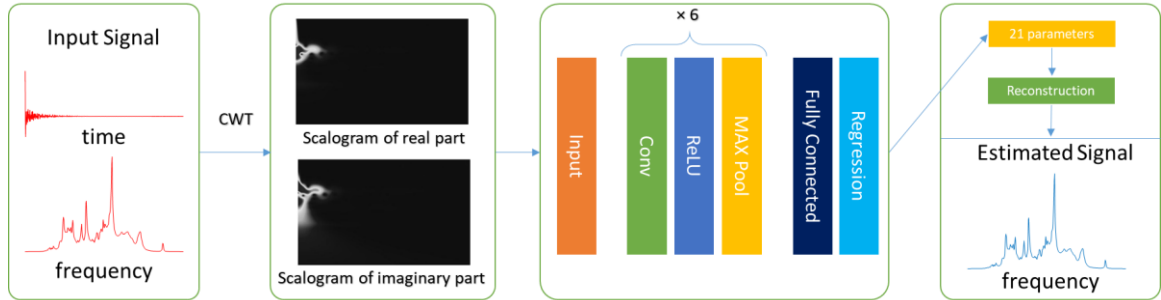 Input Signal
time
frequency
CWT
Scalogram of real part
Scalogram of imaginary part
× 6
Input
Conv
ReLU
MAX Pool
Fully Connected
Regression
21 parameters
Reconstruction
Estimated Signal
frequency